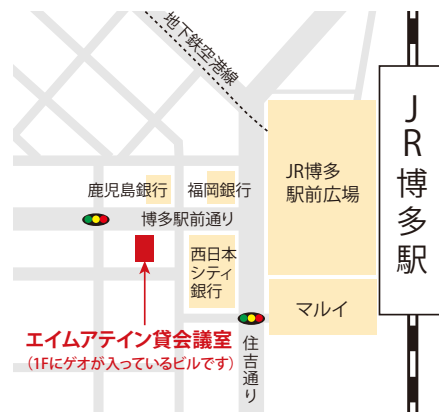 地下鉄空港線
JR博多駅
JR博多
駅前広場
鹿児島銀行
福岡銀行
博多駅前通り
西日本
シティ
銀行
マルイ
エイムアテイン貸会議室
(1Fにゲオが入っているビルです)
住吉通り